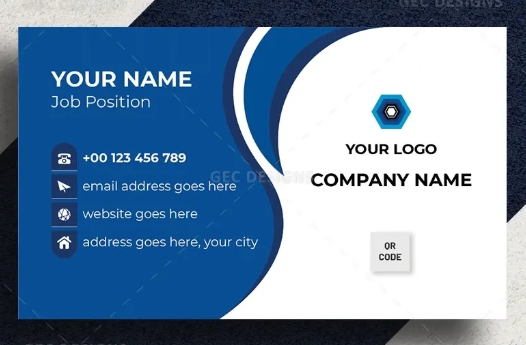 GEC DESIGNS
YOUR NAME
Job Position
+00 123 456 789
email address goes here
website goes here
address goes here, your city
GEC DESIGNS
YOUR LOGO
COMPANY NAME
QR
CODE